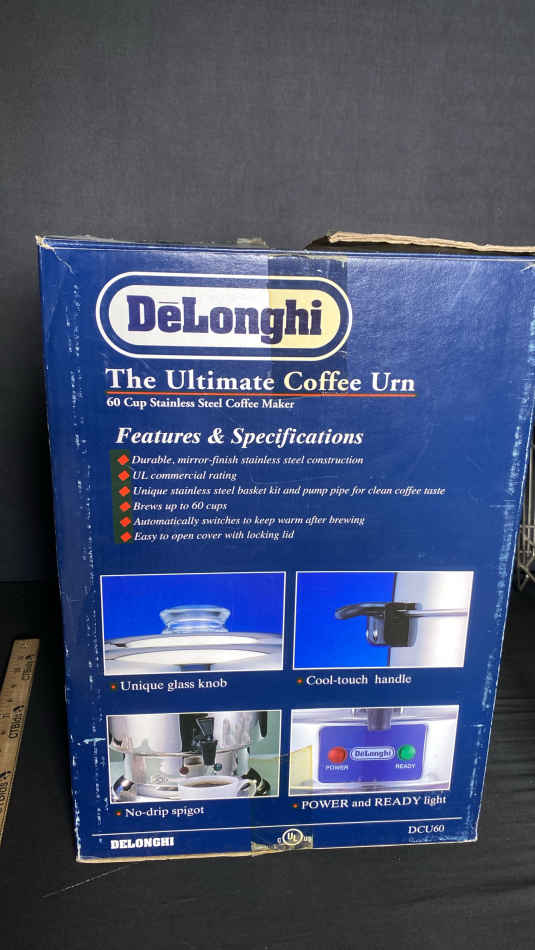 DeLonghi
The Ultimate Coffee Urn
60 Cup Stainless Steel Coffee Maker
Features & Specifications
Durable, mirror-finish stainless steel construction
UL commercial rating
Unique stainless steel basket kit and pump pipe for clean coffee taste
Brews up to 60 cups
Automatically switches to keep warm after brewing
Easy to open cover with locking lid
Unique glass knob
Cool-touch handle
DeLonghi
POWER
READY
No-drip spigot
POWER and READY light
DELONGHI
C UL US
DCU60